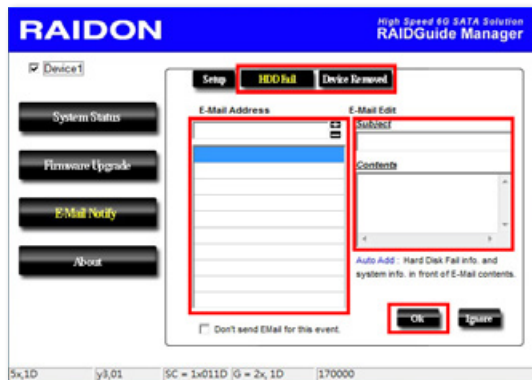 RAIDON
High Speed 6G SATA Solution
RAIDGuide Manager
Device1
Setup
HDD Fail
Device Removed
System Status
Firmware Upgrade
E-Mail Notify
About
E-Mail Address
E-Mail Edit
Subject
Contents
Auto Add : Hard Disk Fail info. and
system info. in front of E-Mail contents.
Don't send EMail for this event.
Ok
Ignore
5x,1D
y3,01
SC = 1x011D
G = 2x, 1D
170000